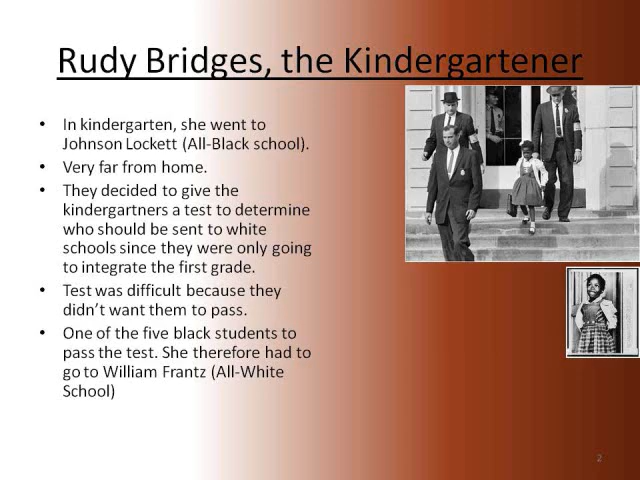 Rudy Bridges, the Kindergartener
• In kindergarten, she went to
Johnson Lockett (All-Black school).
• Very far from home.
• They decided to give the
kindergartners a test to determine
who should be sent to white
schools since they were only going
to integrate the first grade.
• Test was difficult because they
didn’t want them to pass.
• One of the five black students to
pass the test. She therefore had to
go to William Frantz (All-White
School)
2